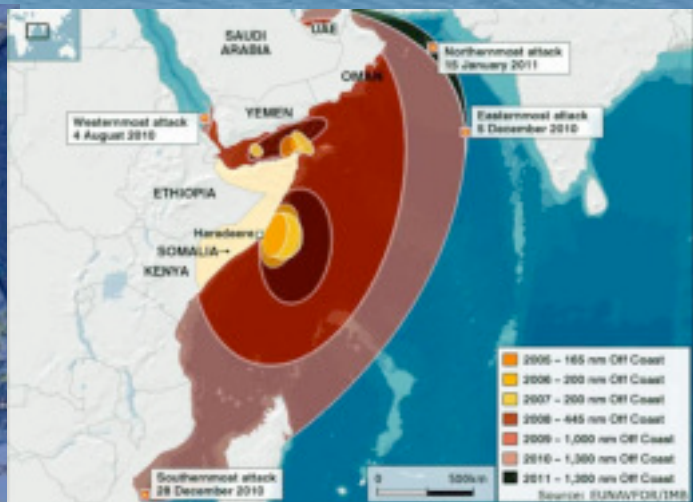 SAUDI
ARABIA
UAE
OMAN
Northernmost attack
15 January 2011
Westernmost attack
4 August 2010
YEMEN
Easternmost attack
5 December 2010
ETHIOPIA
Haradeere
SOMALIA→
KENYA
2005 – 165 nm Off Coast
2006 – 200 nm Off Coast
2007 – 200 nm Off Coast
2008 – 445 nm Off Coast
2009 – 1,000 nm Off Coast
2010 – 1,300 nm Off Coast
2011 – 1,300 nm Off Coast
Southernmost attack
28 December 2010
0 500km
Source: EUNAVFOR/IMB